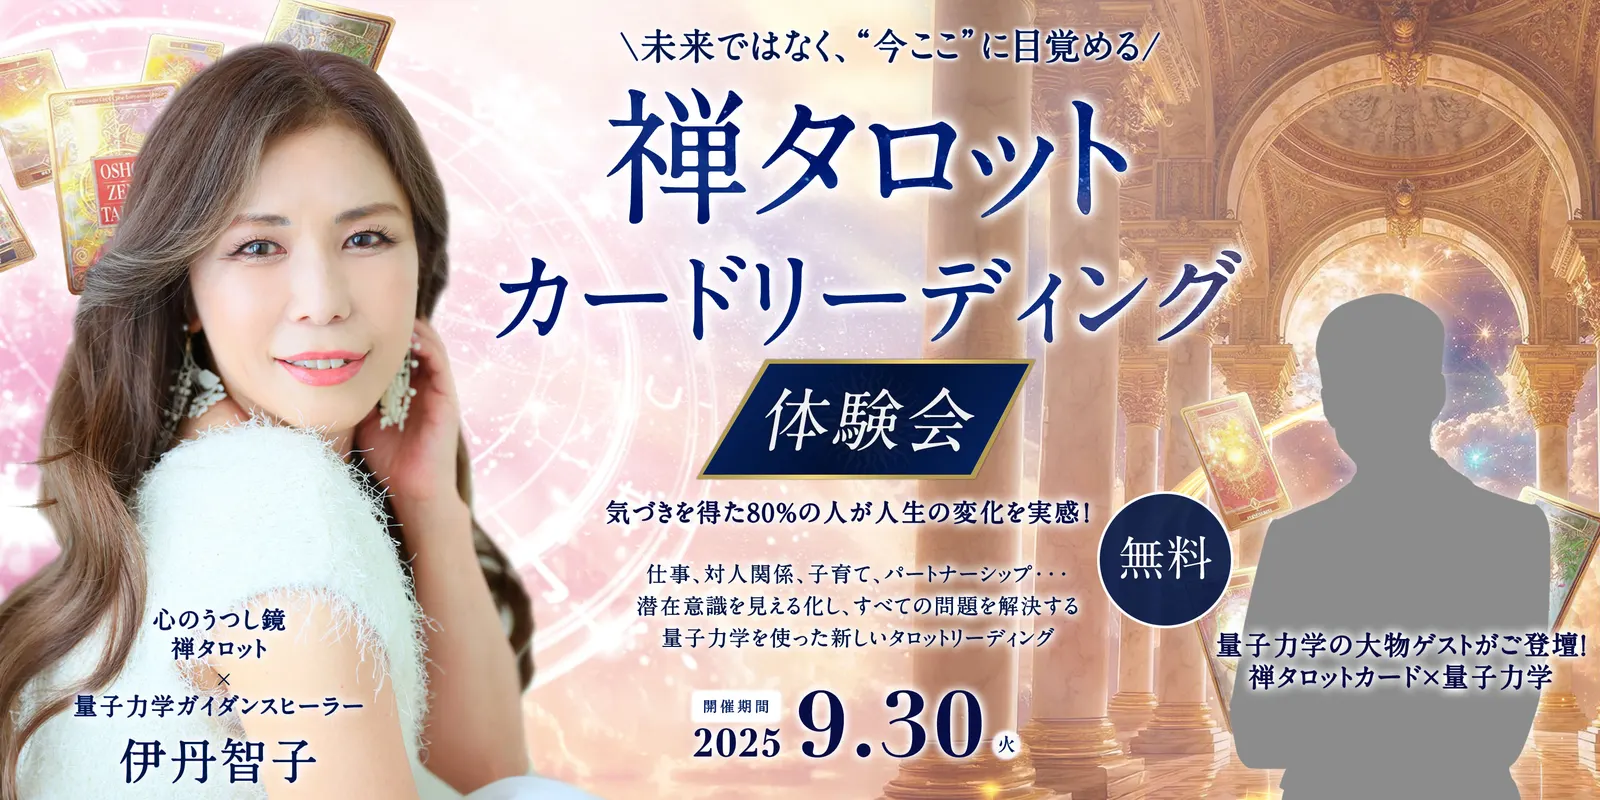 \未来ではなく、“今ここ”に目覚める/
禅タロット
カードリーディング
体験会
気づきを得た80%の人が人生の変化を実感!
仕事、対人関係、子育て、パートナーシップ・・・
潜在意識を見える化し、すべての問題を解決する
量子力学を使った新しいタロットリーディング
無料
開催期間
2025 9.30 火
心のうつし鏡
禅タロット
×
量子力学ガイダンスヒーラー
伊丹智子
量子力学の大物ゲストがご登壇!
禅タロットカード×量子力学
OSHO
ZEN